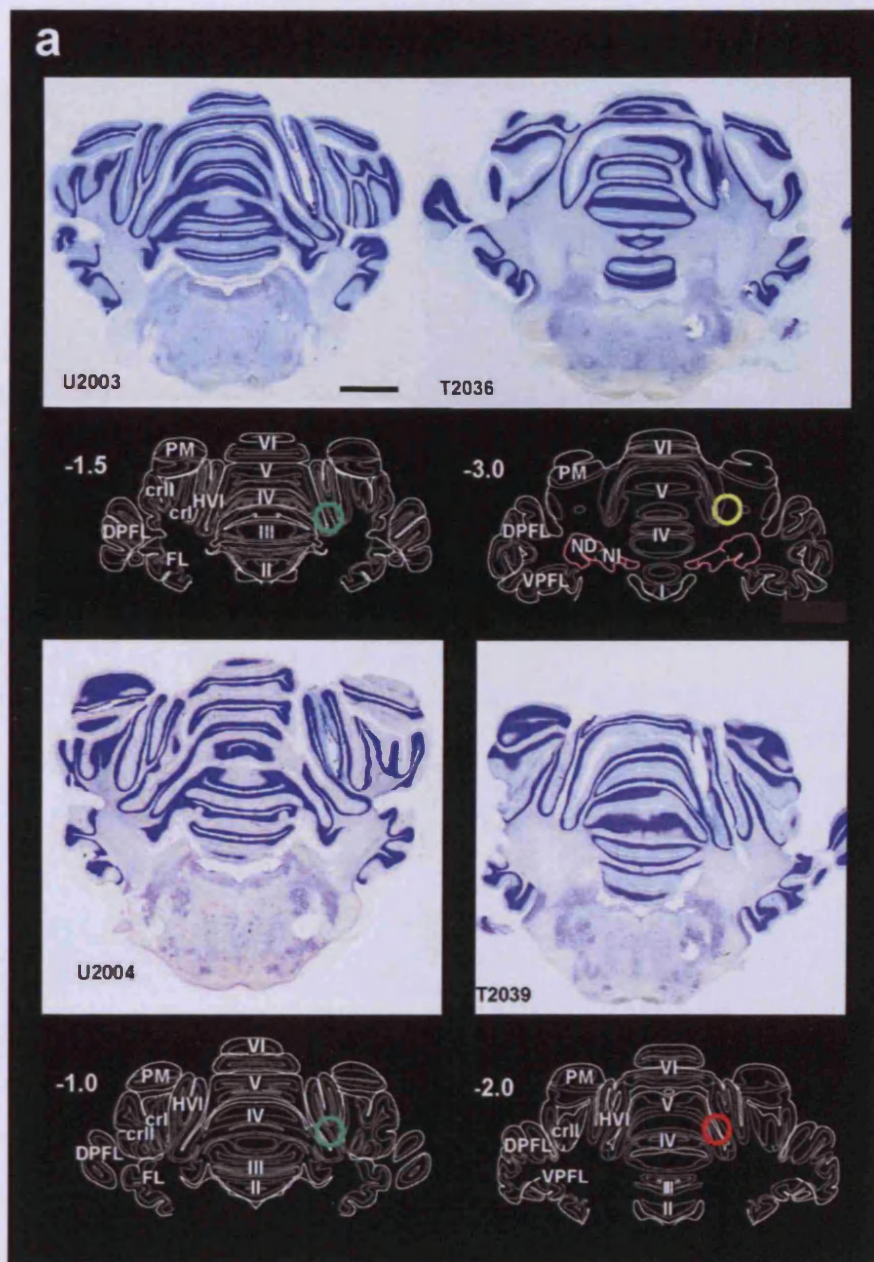 a
U2003
T2036
-1.5
PM
VI
V
crII
HVI
IV
crI
DPFL
III
FL
II
-3.0
VI
PM
V
DPFL
ND
NI
IV
VPFL
I
U2004
T2039
-1.0
VI
PM
V
HVI
crI
IV
crII
DPFL
III
FL
II
-2.0
VI
PM
V
HVI
crII
DPFL
IV
VPFL
III
II